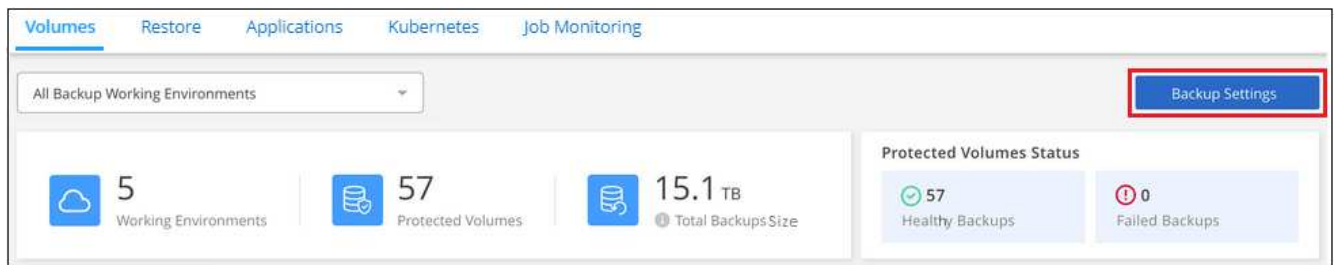 Volumes Restore Applications Kubernetes Job Monitoring
All Backup Working Environments
Backup Settings
5
Working Environments
57
Protected Volumes
15.1 TB
Total Backups Size
Protected Volumes Status
57
Healthy Backups
0
Failed Backups